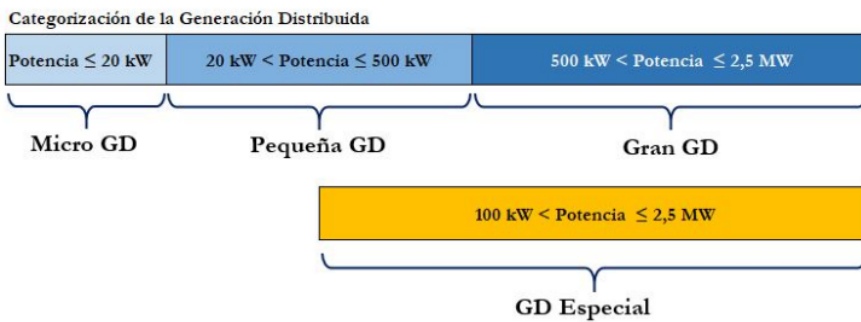 Categorización de la Generación Distribuida
Potencia ≤ 20 kW
20 kW < Potencia ≤ 500 kW
500 kW < Potencia ≤ 2,5 MW
Micro GD
Pequeña GD
Gran GD
100 kW < Potencia ≤ 2,5 MW
GD Especial